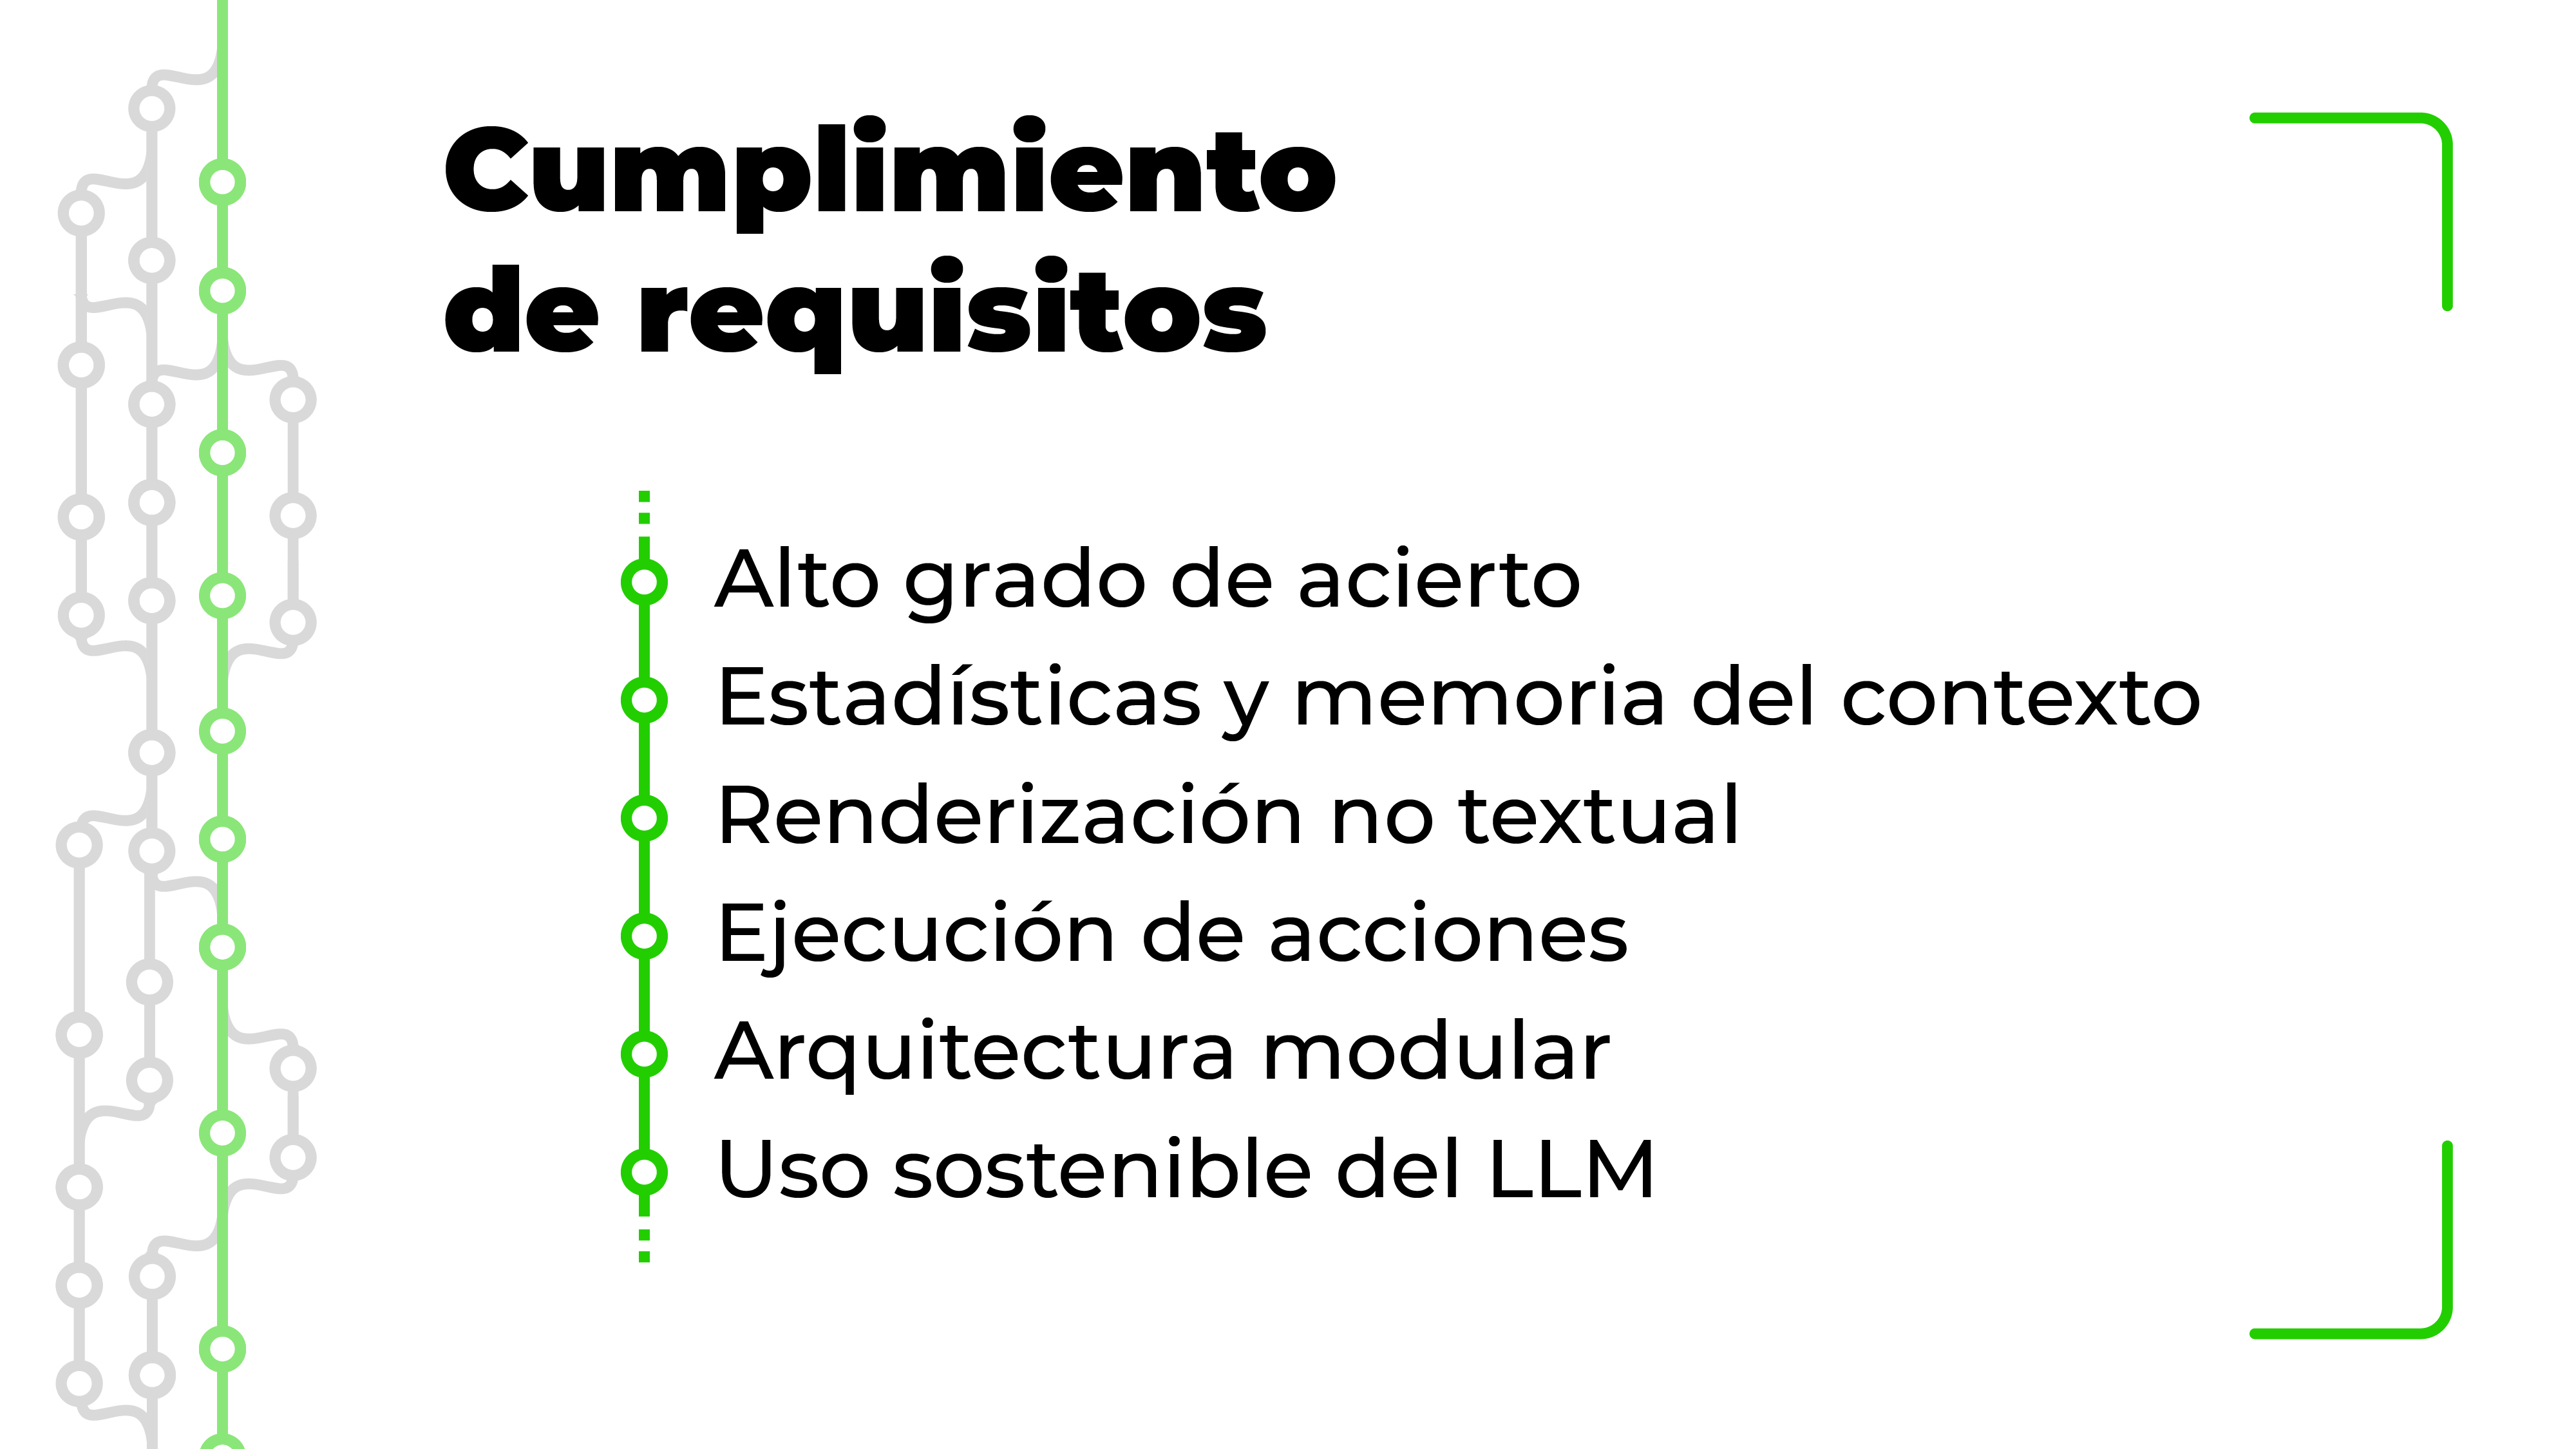 Cumplimiento
de requisitos
Alto grado de acierto
Estadísticas y memoria del contexto
Renderización no textual
Ejecución de acciones
Arquitectura modular
Uso sostenible del LLM